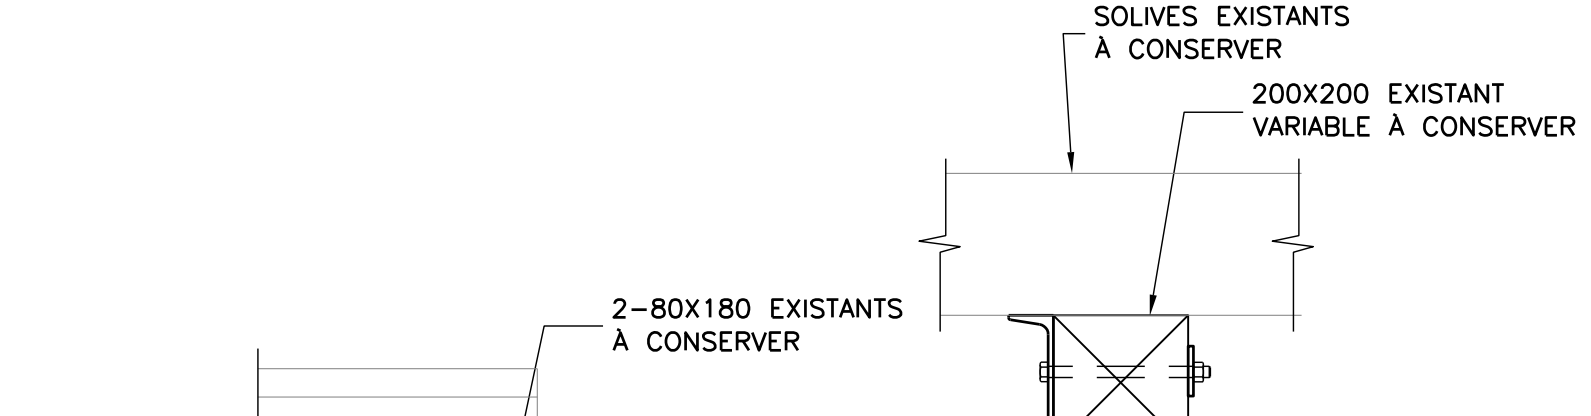 SOLIVES EXISTANTS
À CONSERVER
200X200 EXISTANT
VARIABLE À CONSERVER
2-80X180 EXISTANTS
À CONSERVER